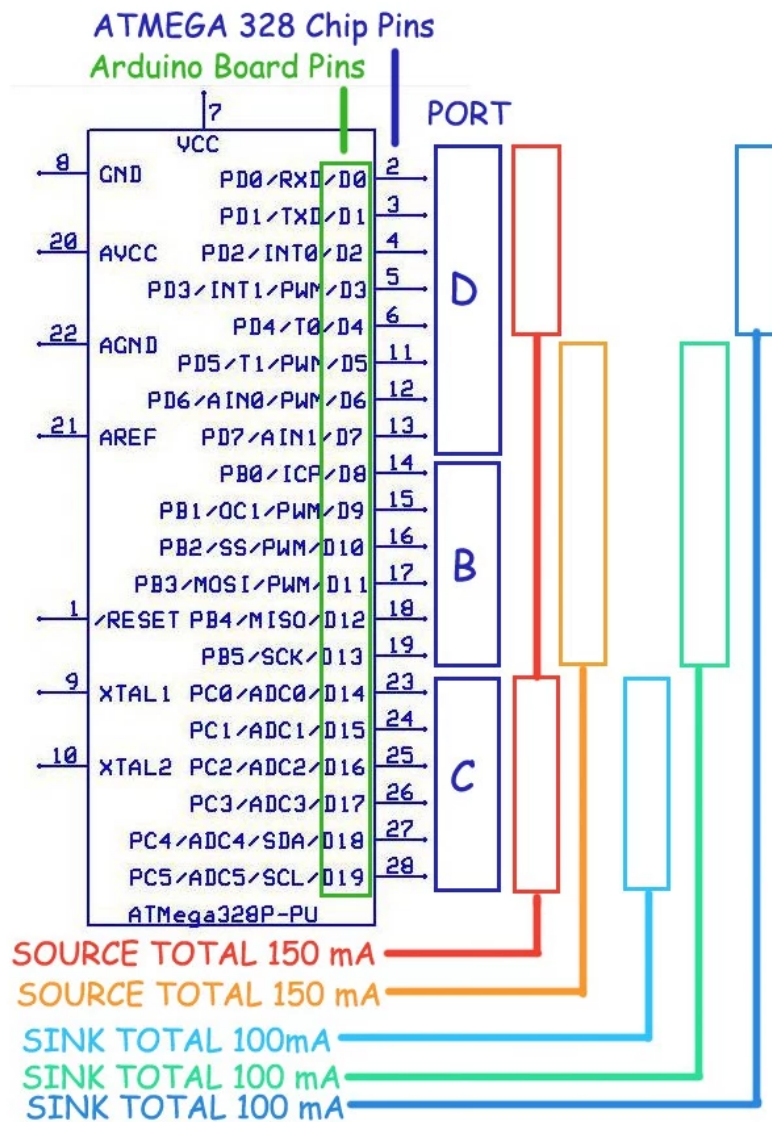 ATMEGA 328 Chip Pins
Arduino Board Pins
PORT
7
VCC
8 GND PD0/RXD/D0 2
PD1/TXD/D1 3
20 AVCC PD2/INT0/D2 4
PD3/INT1/PWM/D3 5
D
PD4/T0/D4 6
22 AGND
PD5/T1/PWM/D5 11
PD6/AIN0/PWM/D6 12
21 AREF PD7/AIN1/D7 13
PB0/ICP/D8 14
PB1/OC1/PWM/D9 15
PB2/SS/PWM/D10 16
B
PB3/MOSI/PWM/D11 17
1 /RESET PB4/MISO/D12 18
PB5/SCK/D13 19
9 XTAL1 PC0/ADC0/D14 23
PC1/ADC1/D15 24
10 XTAL2 PC2/ADC2/D16 25
C
PC3/ADC3/D17 26
PC4/ADC4/SDA/D18 27
PC5/ADC5/SCL/D19 28
ATMega328P-PU
SOURCE TOTAL 150 mA
SOURCE TOTAL 150 mA
SINK TOTAL 100mA
SINK TOTAL 100 mA
SINK TOTAL 100 mA